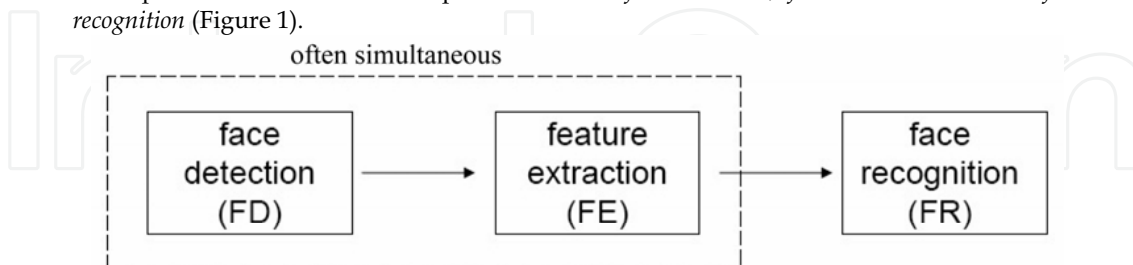 recognition (Figure 1).
often simultaneous
face
detection
(FD)
feature
extraction
(FE)
face
recognition
(FR)